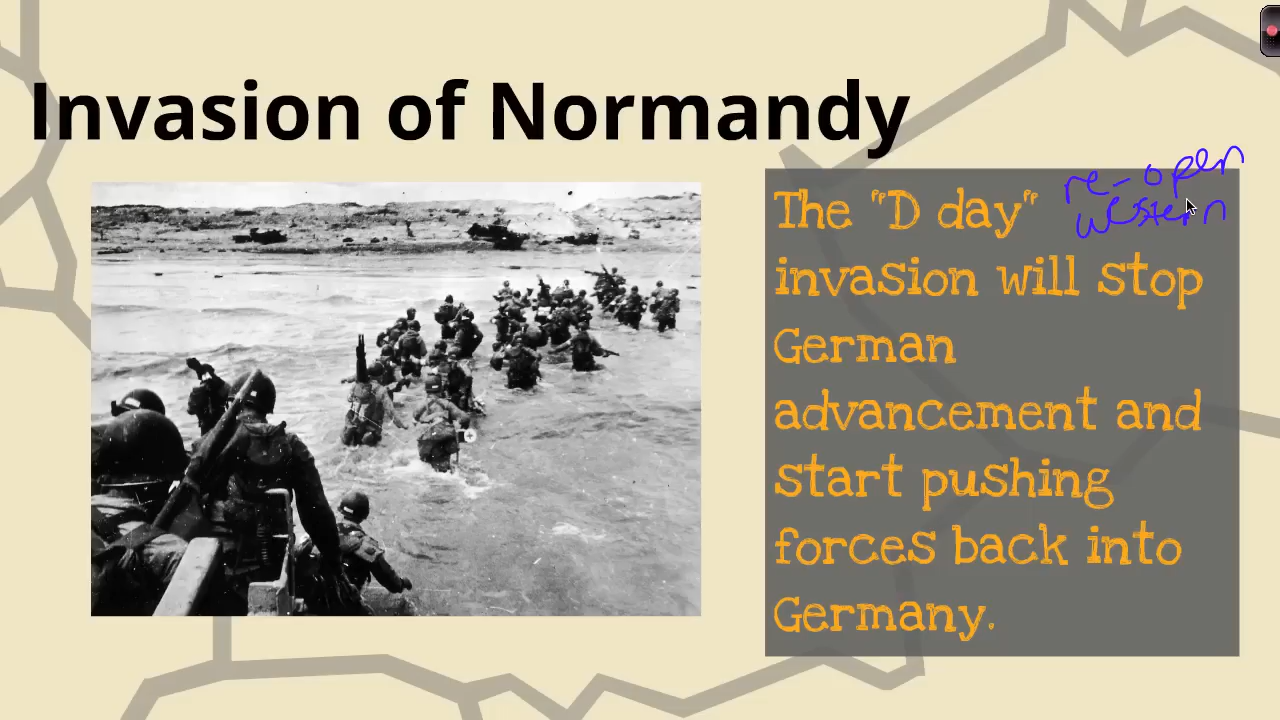 Invasion of Normandy
re-open
western
The "D day"
invasion will stop
German
advancement and
start pushing
forces back into
Germany.